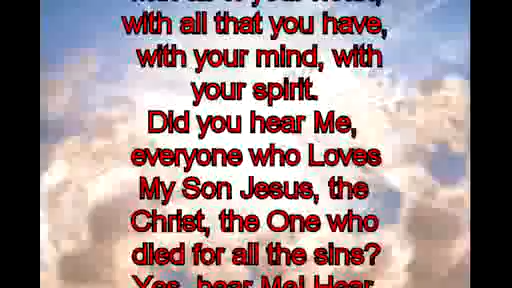 with all that you have,
with your mind, with
your spirit.
Did you hear Me,
everyone who Loves
My Son Jesus, the
Christ, the One who
died for all the sins?
Yes, hear Me! Hear